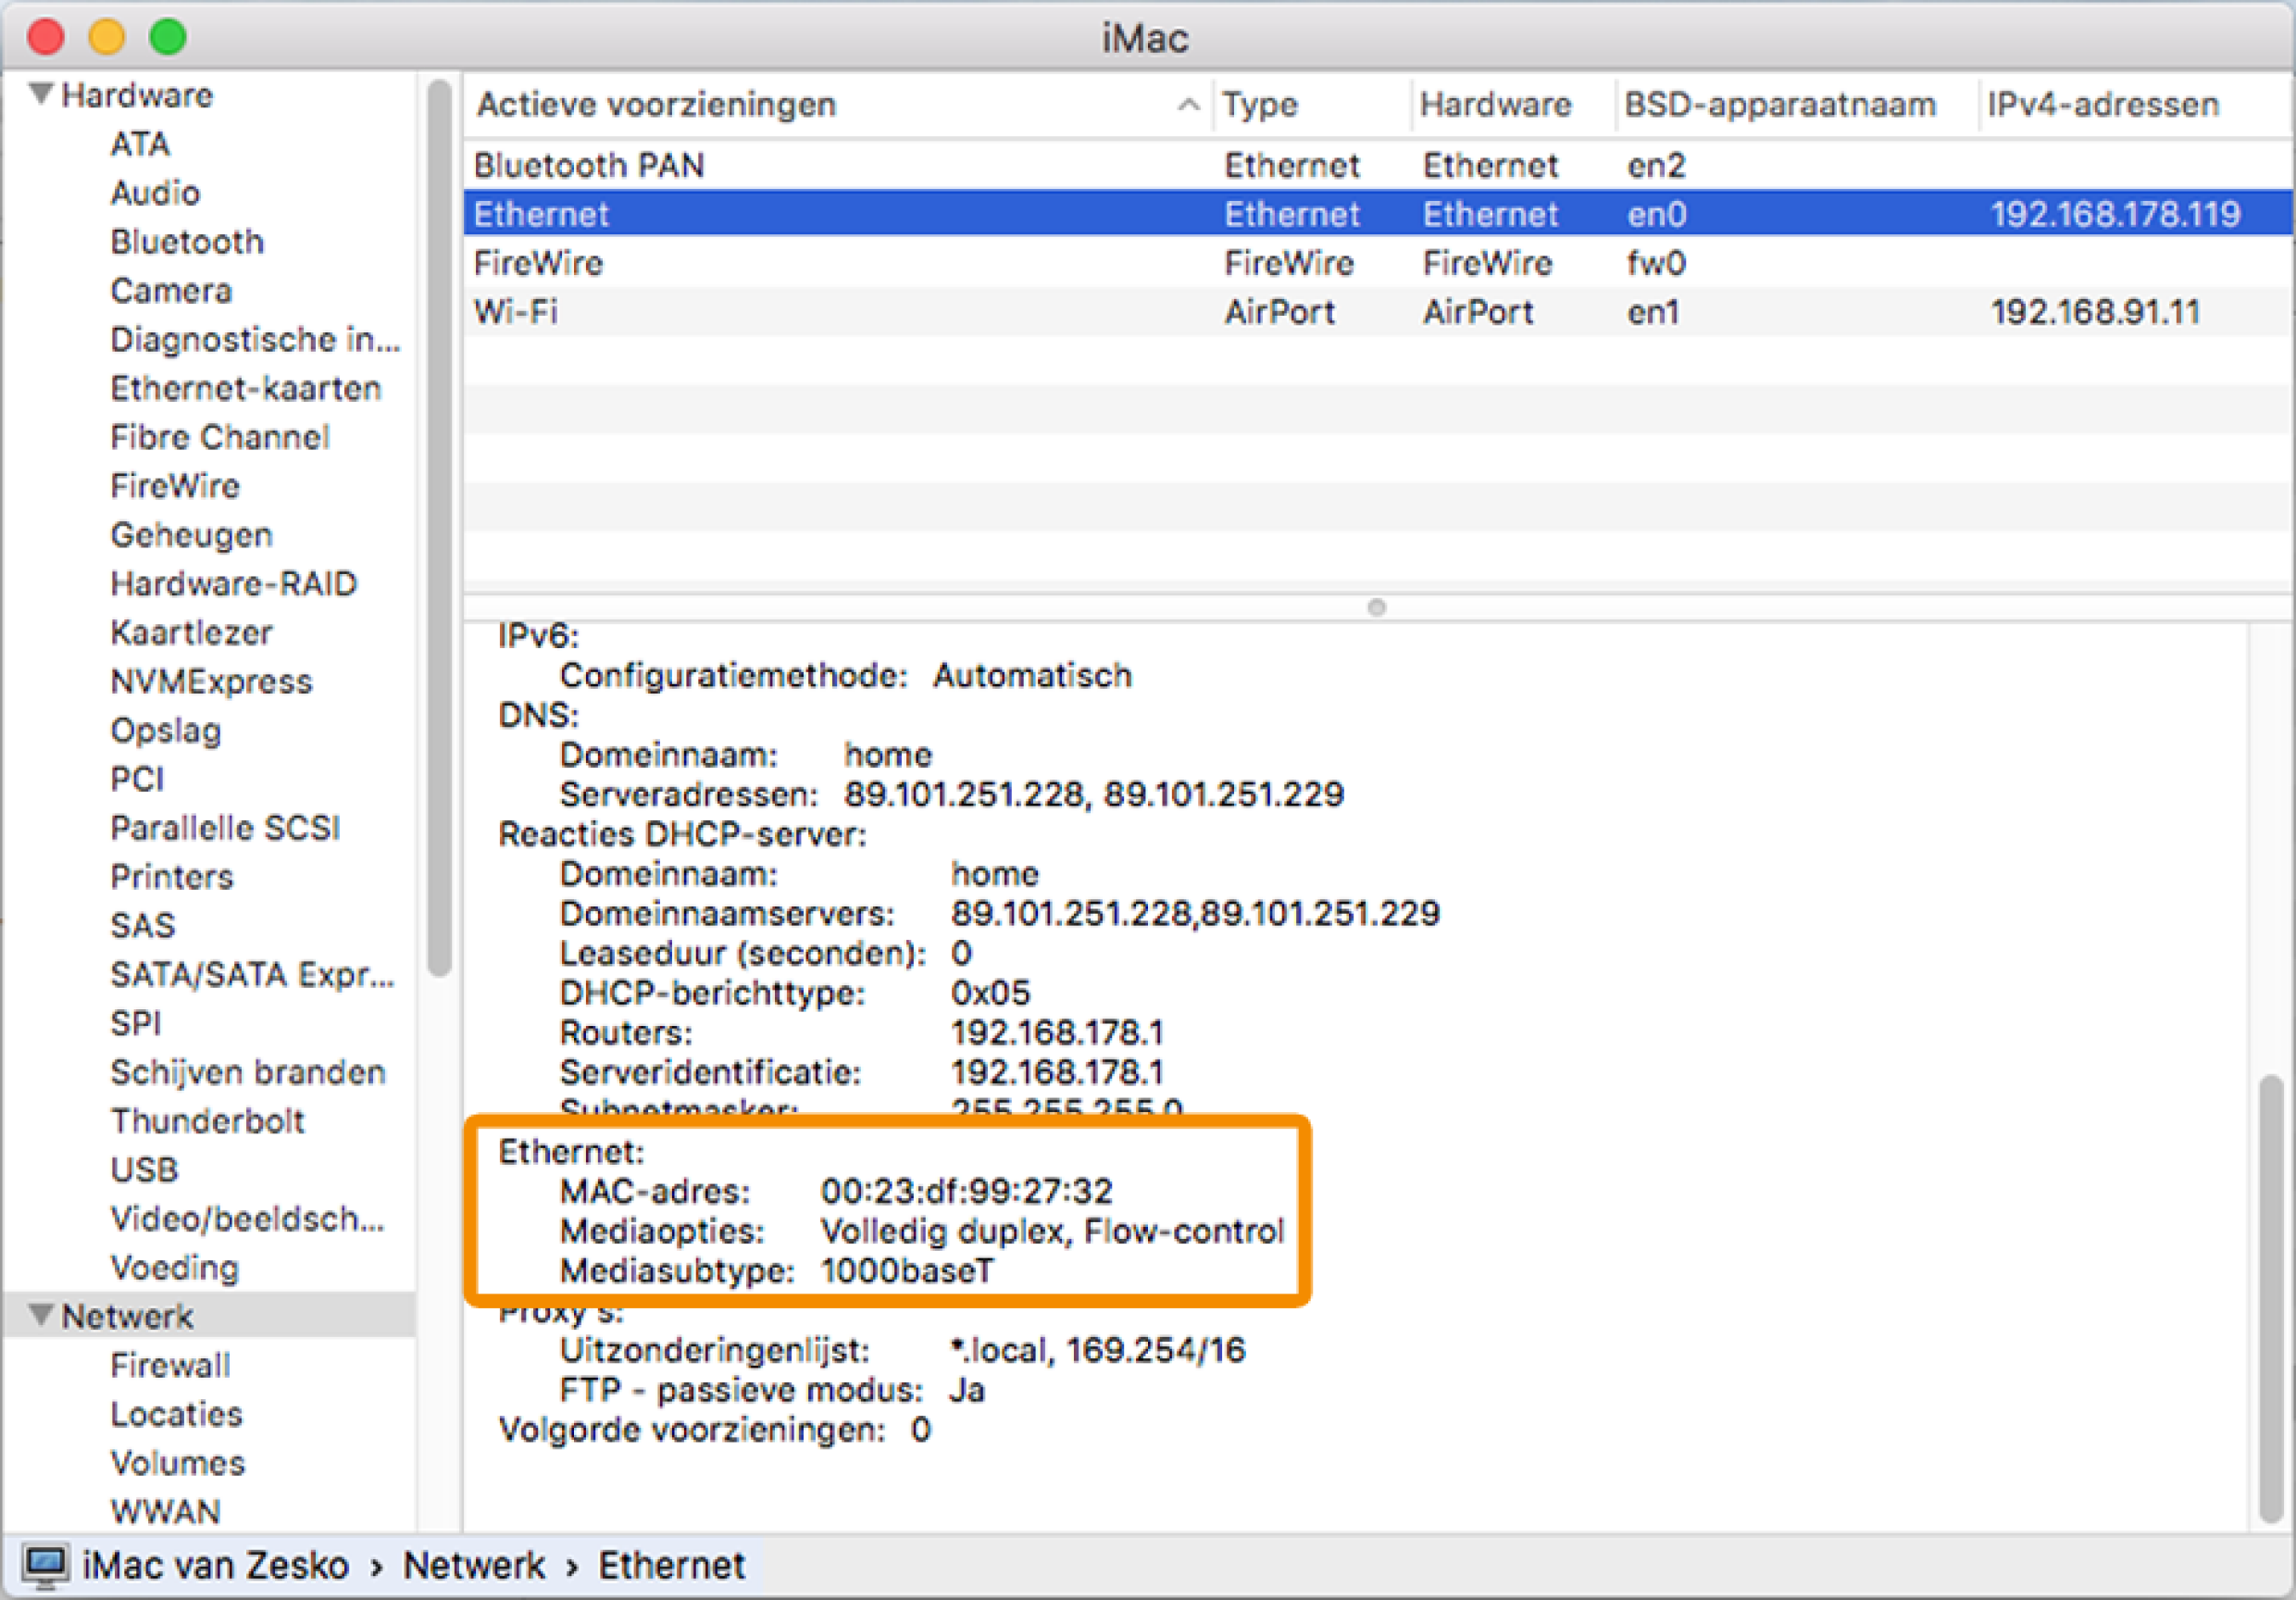 iMac
Hardware
ATA
Audio
Bluetooth
Camera
Diagnostische in...
Ethernet-kaarten
Fibre Channel
FireWire
Geheugen
Hardware-RAID
Kaartlezer
NVMExpress
Opslag
PCI
Parallelle SCSI
Printers
SAS
SATA/SATA Expr...
SPI
Schijven branden
Thunderbolt
USB
Video/beeldsch...
Voeding
Netwerk
Firewall
Locaties
Volumes
WWAN
Actieve voorzieningen Type Hardware BSD-apparaatnaam IPv4-adressen
Bluetooth PAN Ethernet Ethernet en2
Ethernet Ethernet Ethernet en0 192.168.178.119
FireWire FireWire FireWire fw0
Wi-Fi AirPort AirPort en1 192.168.91.11
IPv6:
Configuratiemethode: Automatisch
DNS:
Domeinnaam: home
Serveradressen: 89.101.251.228, 89.101.251.229
Reacties DHCP-server:
Domeinnaam: home
Domeinnaamservers: 89.101.251.228,89.101.251.229
Leaseduur (seconden): 0
DHCP-berichttype: 0x05
Routers: 192.168.178.1
Serveridentificatie: 192.168.178.1
Subnetmasker: 255.255.255.0
Ethernet:
MAC-adres: 00:23:df:99:27:32
Mediaopties: Volledig duplex, Flow-control
Mediasubtype: 1000baseT
Proxy's:
Uitzonderingenlijst: *.local, 169.254/16
FTP - passieve modus: Ja
Volgorde voorzieningen: 0
iMac van Zesko › Netwerk › Ethernet